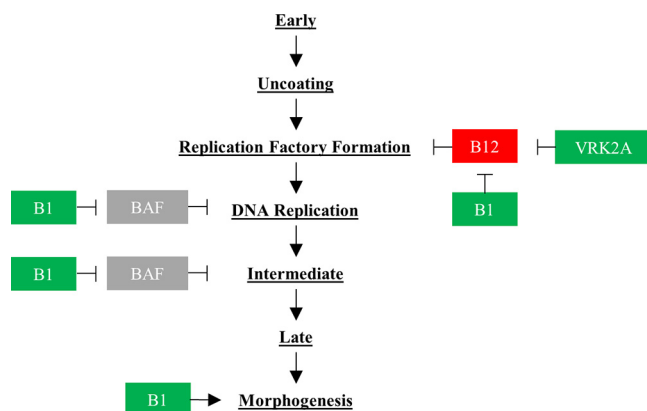 Early
Uncoating
Replication Factory Formation
B12
VRK2A
B1
BAF
DNA Replication
B1
B1
BAF
Intermediate
Late
B1
Morphogenesis